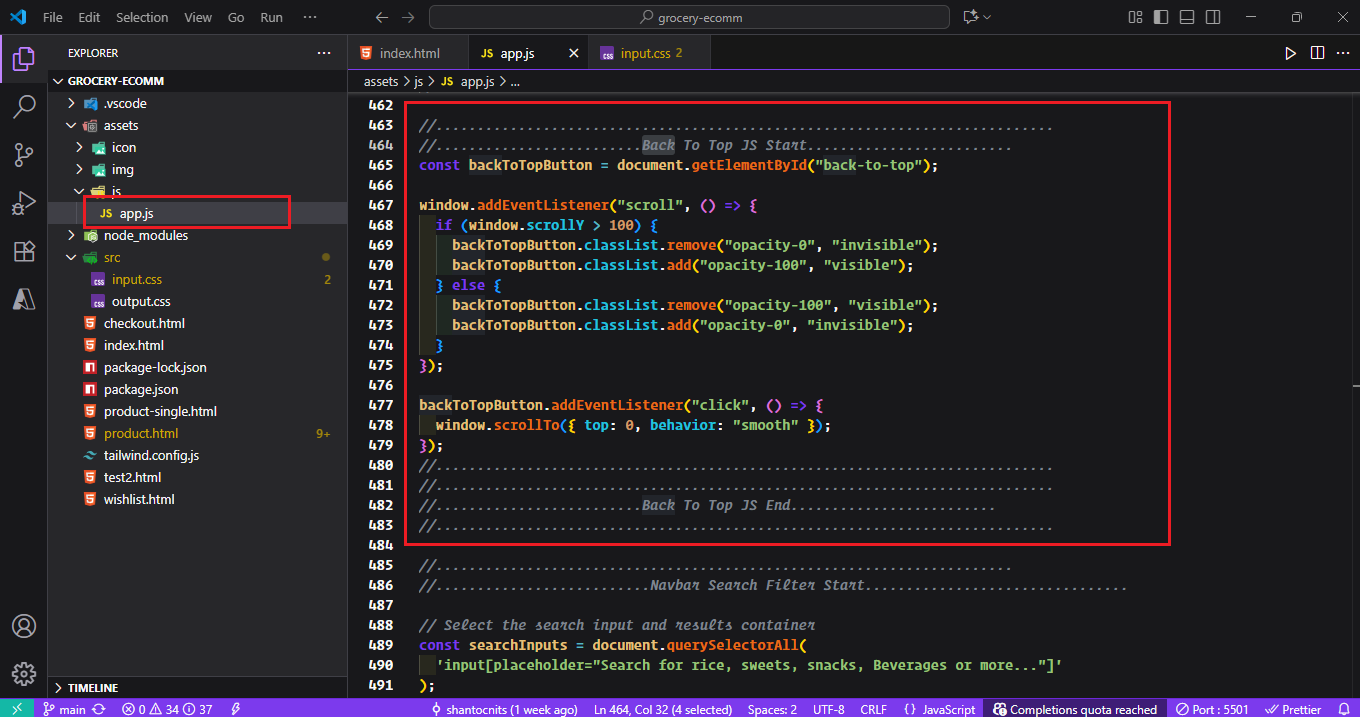 File Edit Selection View Go Run ··· grocery-ecomm
EXPLORER ···
GROCERY-ECOMM
.vscode
assets
icon
img
js
JS app.js
node_modules
src
input.css 2
output.css
checkout.html
index.html
package-lock.json
package.json
product-single.html
product.html 9+
tailwind.config.js
test2.html
wishlist.html
TIMELINE
index.html
JS app.js
input.css 2
assets > js > JS app.js > ...
462
463 //...........................................................................
464 //.........................Back To Top JS Start.........................
465 const backToTopButton = document.getElementById("back-to-top");
466
467 window.addEventListener("scroll", () => {
468 if (window.scrollY > 100) {
469 backToTopButton.classList.remove("opacity-0", "invisible");
470 backToTopButton.classList.add("opacity-100", "visible");
471 } else {
472 backToTopButton.classList.remove("opacity-100", "visible");
473 backToTopButton.classList.add("opacity-0", "invisible");
474 }
475 });
476
477 backToTopButton.addEventListener("click", () => {
478 window.scrollTo({ top: 0, behavior: "smooth" });
479 });
480 //...........................................................................
481 //...........................................................................
482 //.........................Back To Top JS End.........................
483 //...........................................................................
484
485 //......................................................................
486 //..........................Navbar Search Filter Start................................
487
488 // Select the search input and results container
489 const searchInputs = document.querySelectorAll(
490 'input[placeholder="Search for rice, sweets, snacks, Beverages or more..."]'
491 );
main 0 34 37 shantocnits (1 week ago) Ln 464, Col 32 (4 selected) Spaces: 2 UTF-8 CRLF {} JavaScript Completions quota reached Port : 5501 Prettier